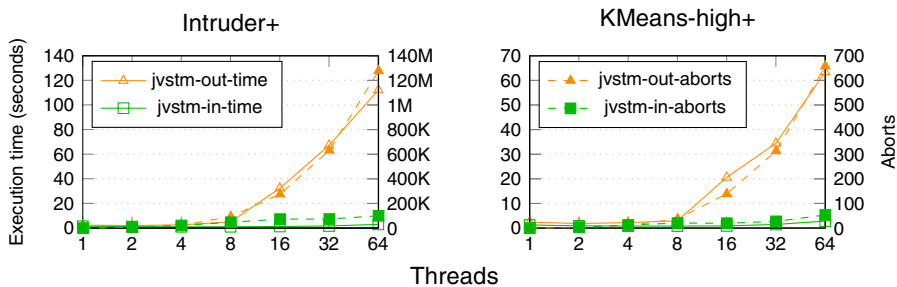 Intruder+
KMeans-high+
Execution time (seconds)
140
120
100
80
60
40
20
0
jvstm-out-time
jvstm-in-time
140M
120M
1M
800K
600K
400K
200K
0
1 2 4 8 16 32 64
70
60
50
40
30
20
10
0
jvstm-out-aborts
jvstm-in-aborts
700
600
500
400
300
200
100
0
Aborts
1 2 4 8 16 32 64
Threads